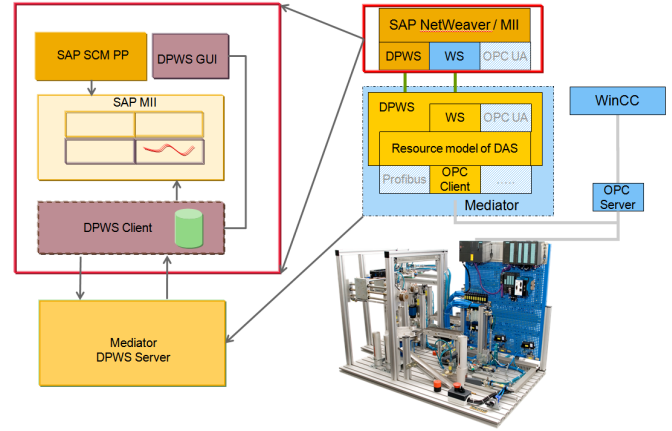 SAP SCM PP
DPWS GUI
SAP MII
DPWS Client
Mediator
DPWS Server
SAP NetWeaver / MII
DPWS
WS
OPC UA
DPWS
WS
OPC UA
Resource model of DAS
Profibus
OPC
Client
.....
Mediator
WinCC
OPC
Server